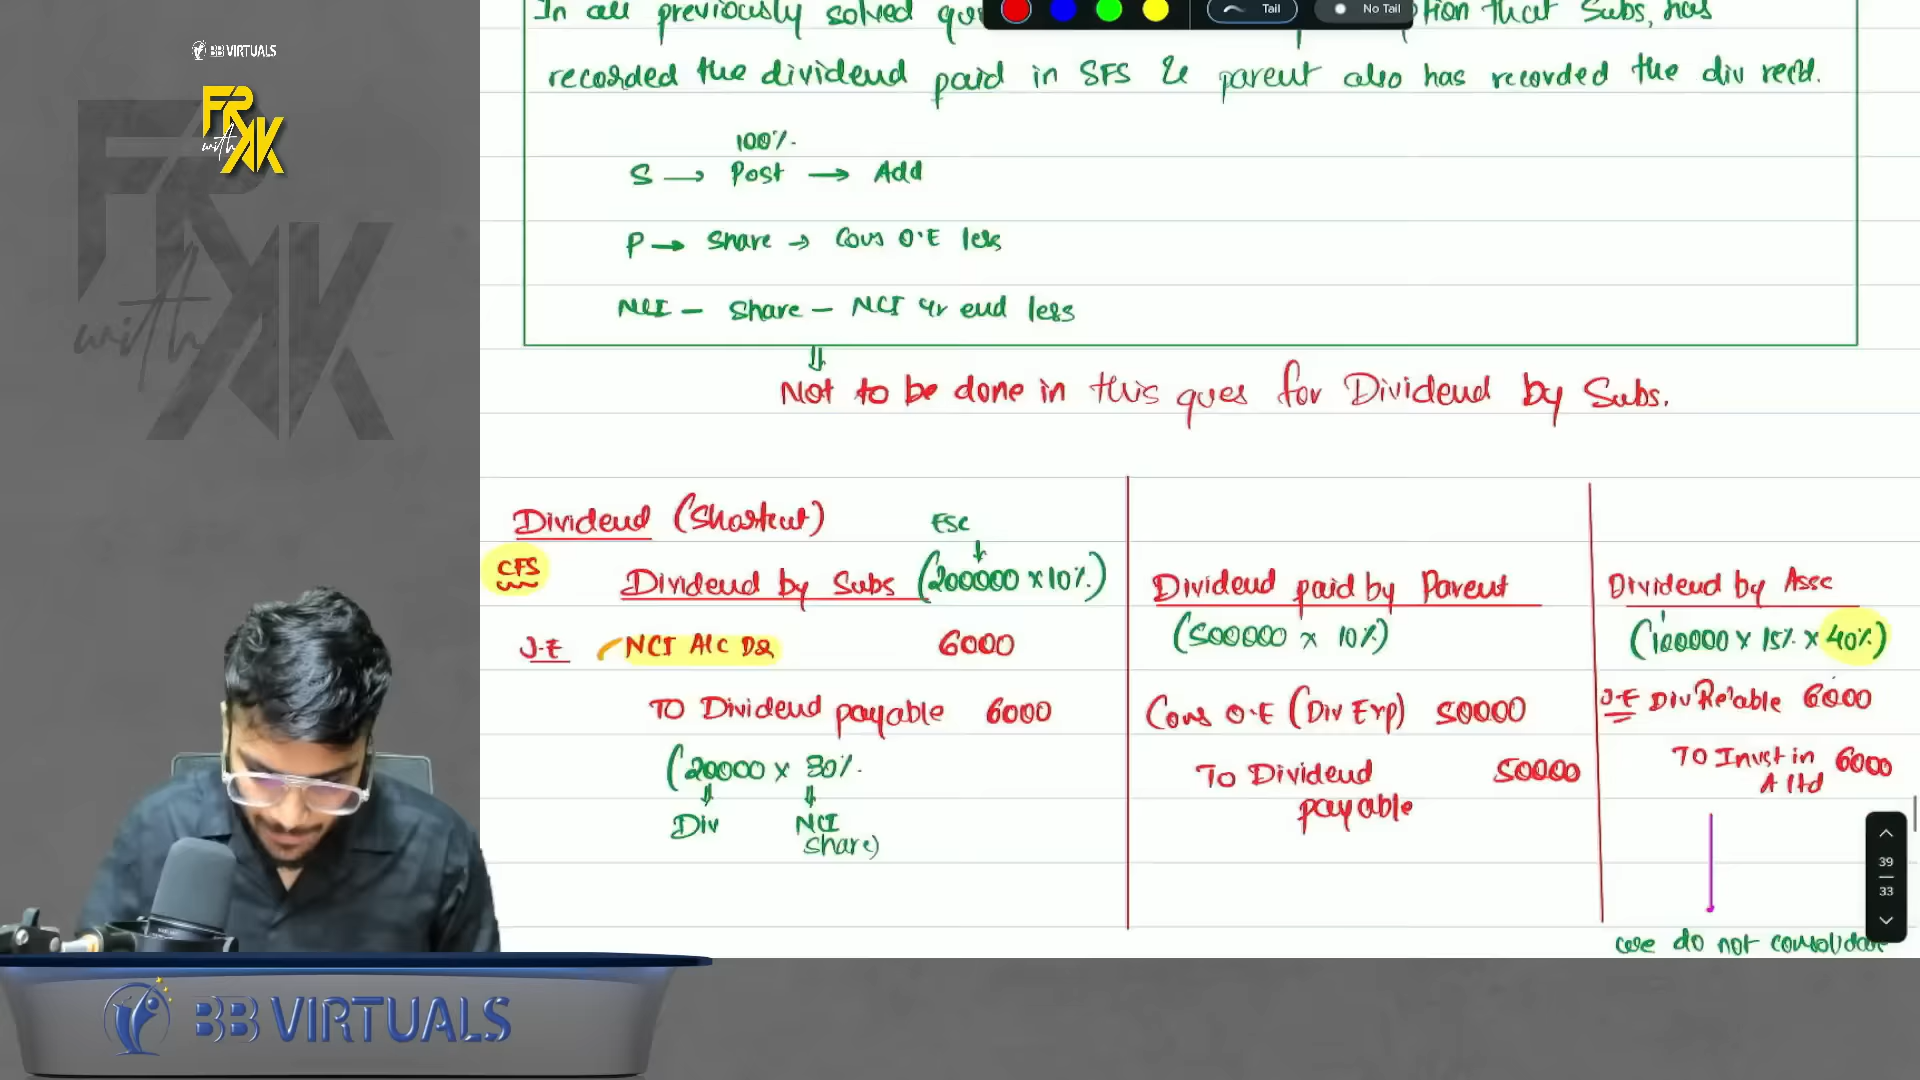 BB VIRTUALS
FR
with
AK
Tail
No Tail
In all previously solved tion that Subs, has
recorded the dividend paid in SFS & parent also has recorded the div recd.
100%.
S → Post → Add
P → Share → Cons O.E less
NCI – Share – NCI yr end less
Not to be done in this ques for Dividend by Subs.
Dividend (Shortcut)
ESC
CFS
Dividend by Subs (200000 × 10%.)
J.E NCI A/C DR 6000
TO Dividend payable 6000
(20000 × 30%.
Div NCI
share)
Dividend paid by Parent
(500000 × 10%)
Cons O.E (Div Exp) 50000
To Dividend 50000
payable
Dividend by Assc
(100000 × 15% × 40%)
J.E Div Re'able 6000
TO Invst in 6000
A ltd
we do not consolidate
39
33
BB VIRTUALS